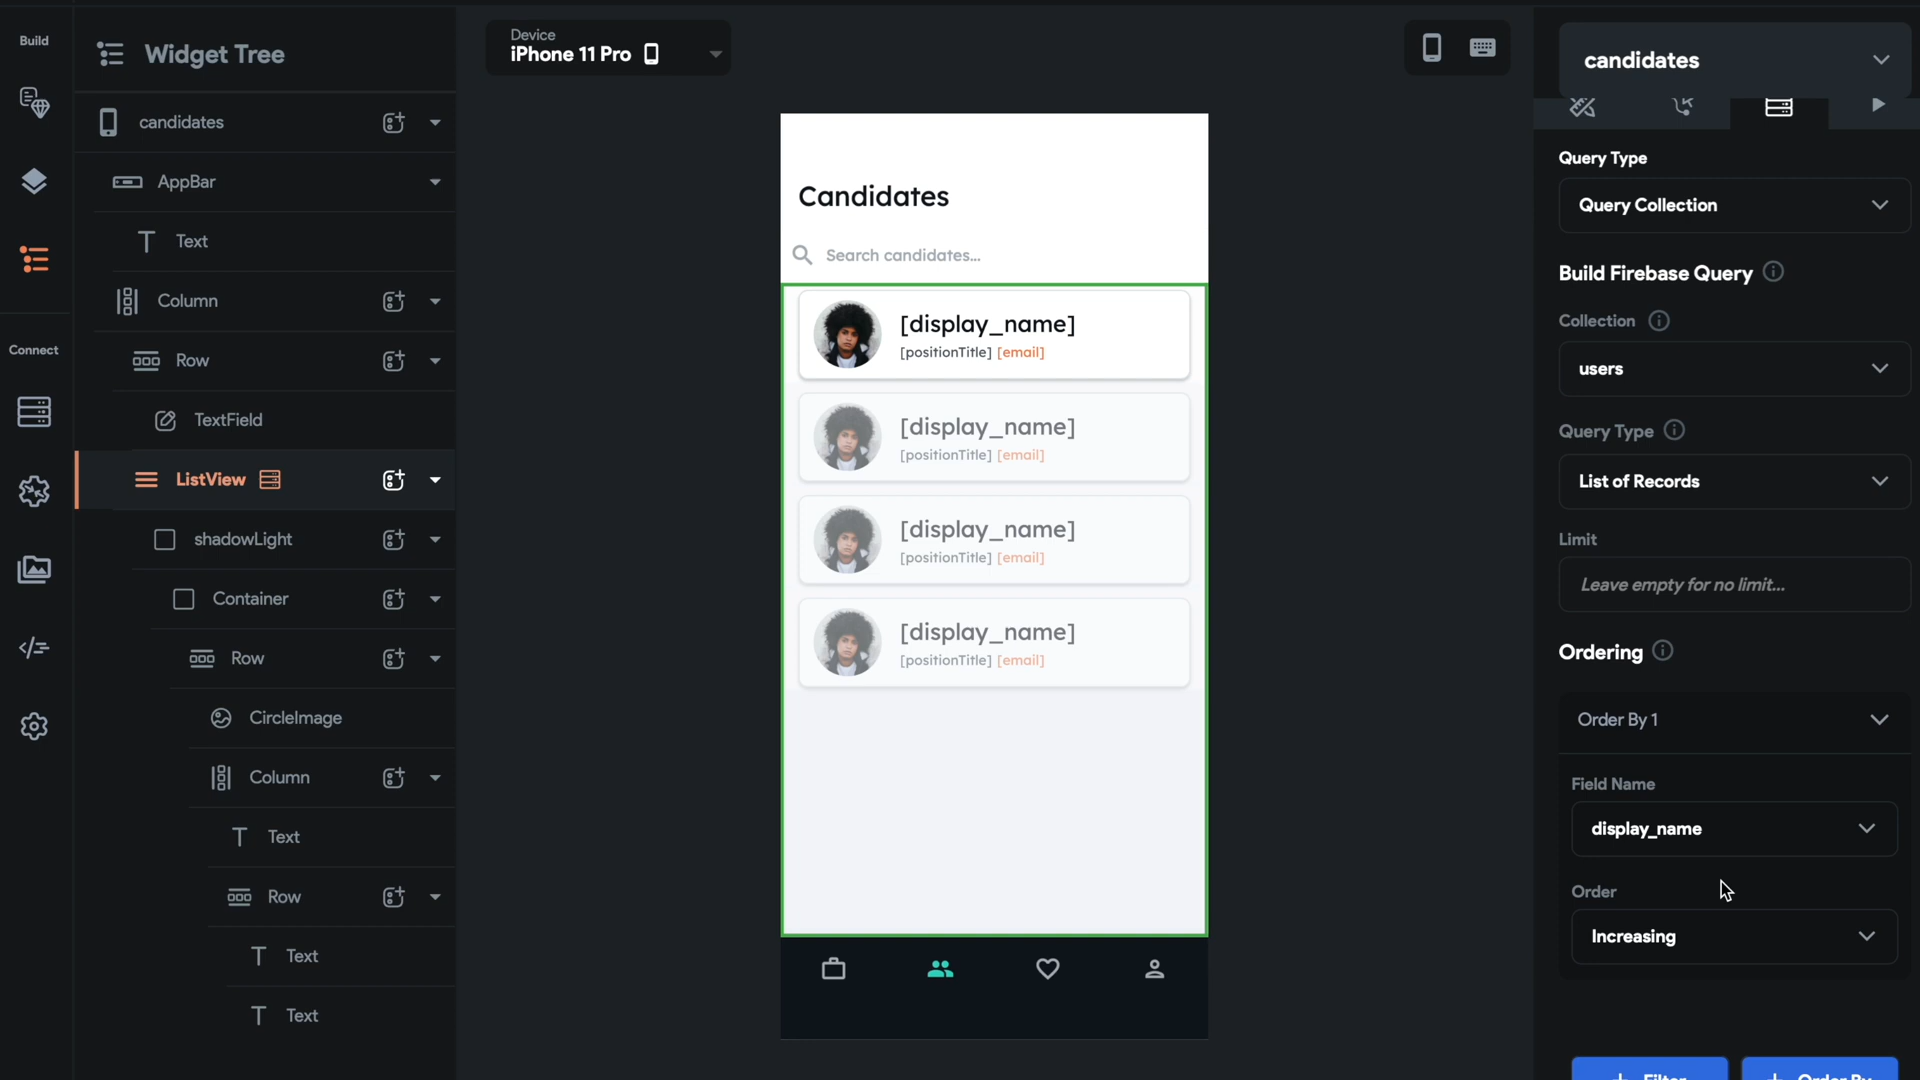 Build
Widget Tree
candidates
AppBar
Text
Column
Connect
Row
TextField
ListView
shadowLight
Container
Row
CircleImage
Column
Text
Row
Text
Text
Device
iPhone 11 Pro
Candidates
Search candidates...
[display_name]
[positionTitle] [email]
[display_name]
[positionTitle] [email]
[display_name]
[positionTitle] [email]
[display_name]
[positionTitle] [email]
candidates
Query Type
Query Collection
Build Firebase Query
Collection
users
Query Type
List of Records
Limit
Leave empty for no limit...
Ordering
Order By 1
Field Name
display_name
Order
Increasing
+ Filter
+ Order By